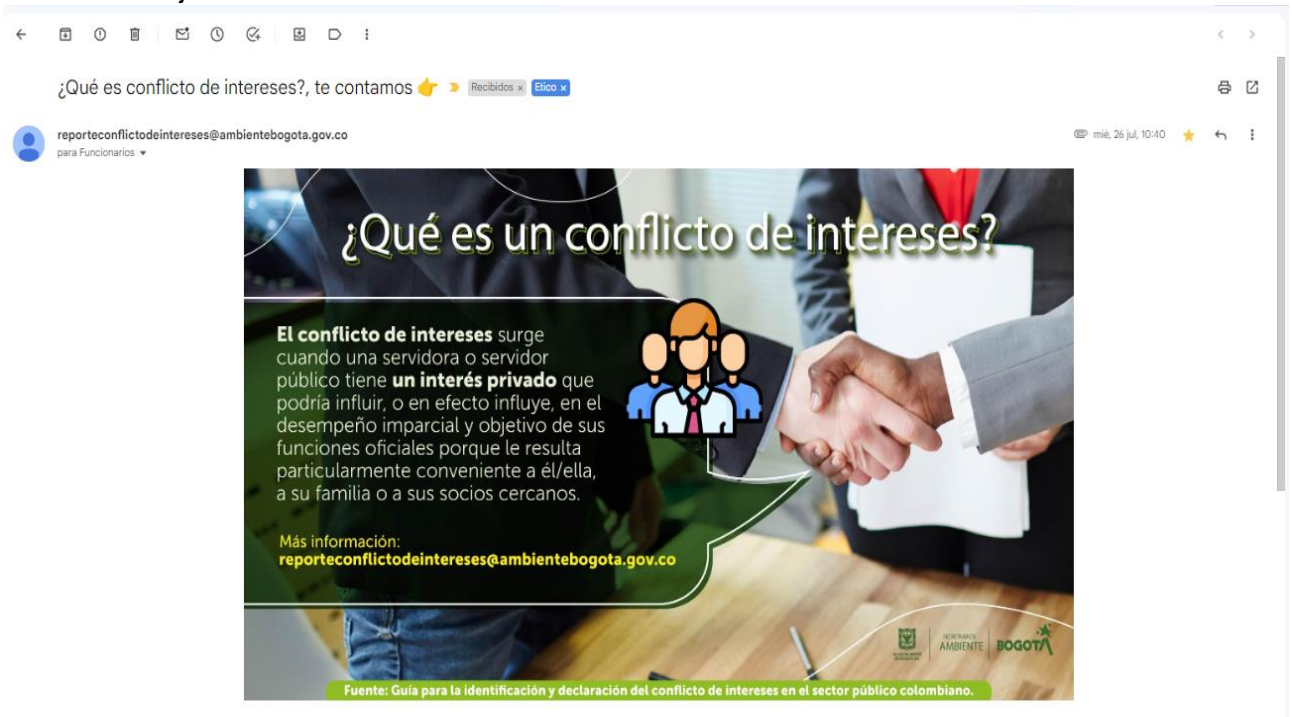 ¿Qué es conflicto de intereses?, te contamos 👉 Recibidos x Etico x
reporteconflictodeintereses@ambientebogota.gov.co
mié, 26 jul, 10:40
para Funcionarios
¿Qué es un conflicto de intereses?
El conflicto de intereses surge
cuando una servidora o servidor
público tiene un interés privado que
podría influir, o en efecto influye, en el
desempeño imparcial y objetivo de sus
funciones oficiales porque le resulta
particularmente conveniente a él/ella,
a su familia o a sus socios cercanos.
Más información:
reporteconflictodeintereses@ambientebogota.gov.co
SECRETARÍA DE
AMBIENTE
BOGOTÁ
Fuente: Guía para la identificación y declaración del conflicto de intereses en el sector público colombiano.